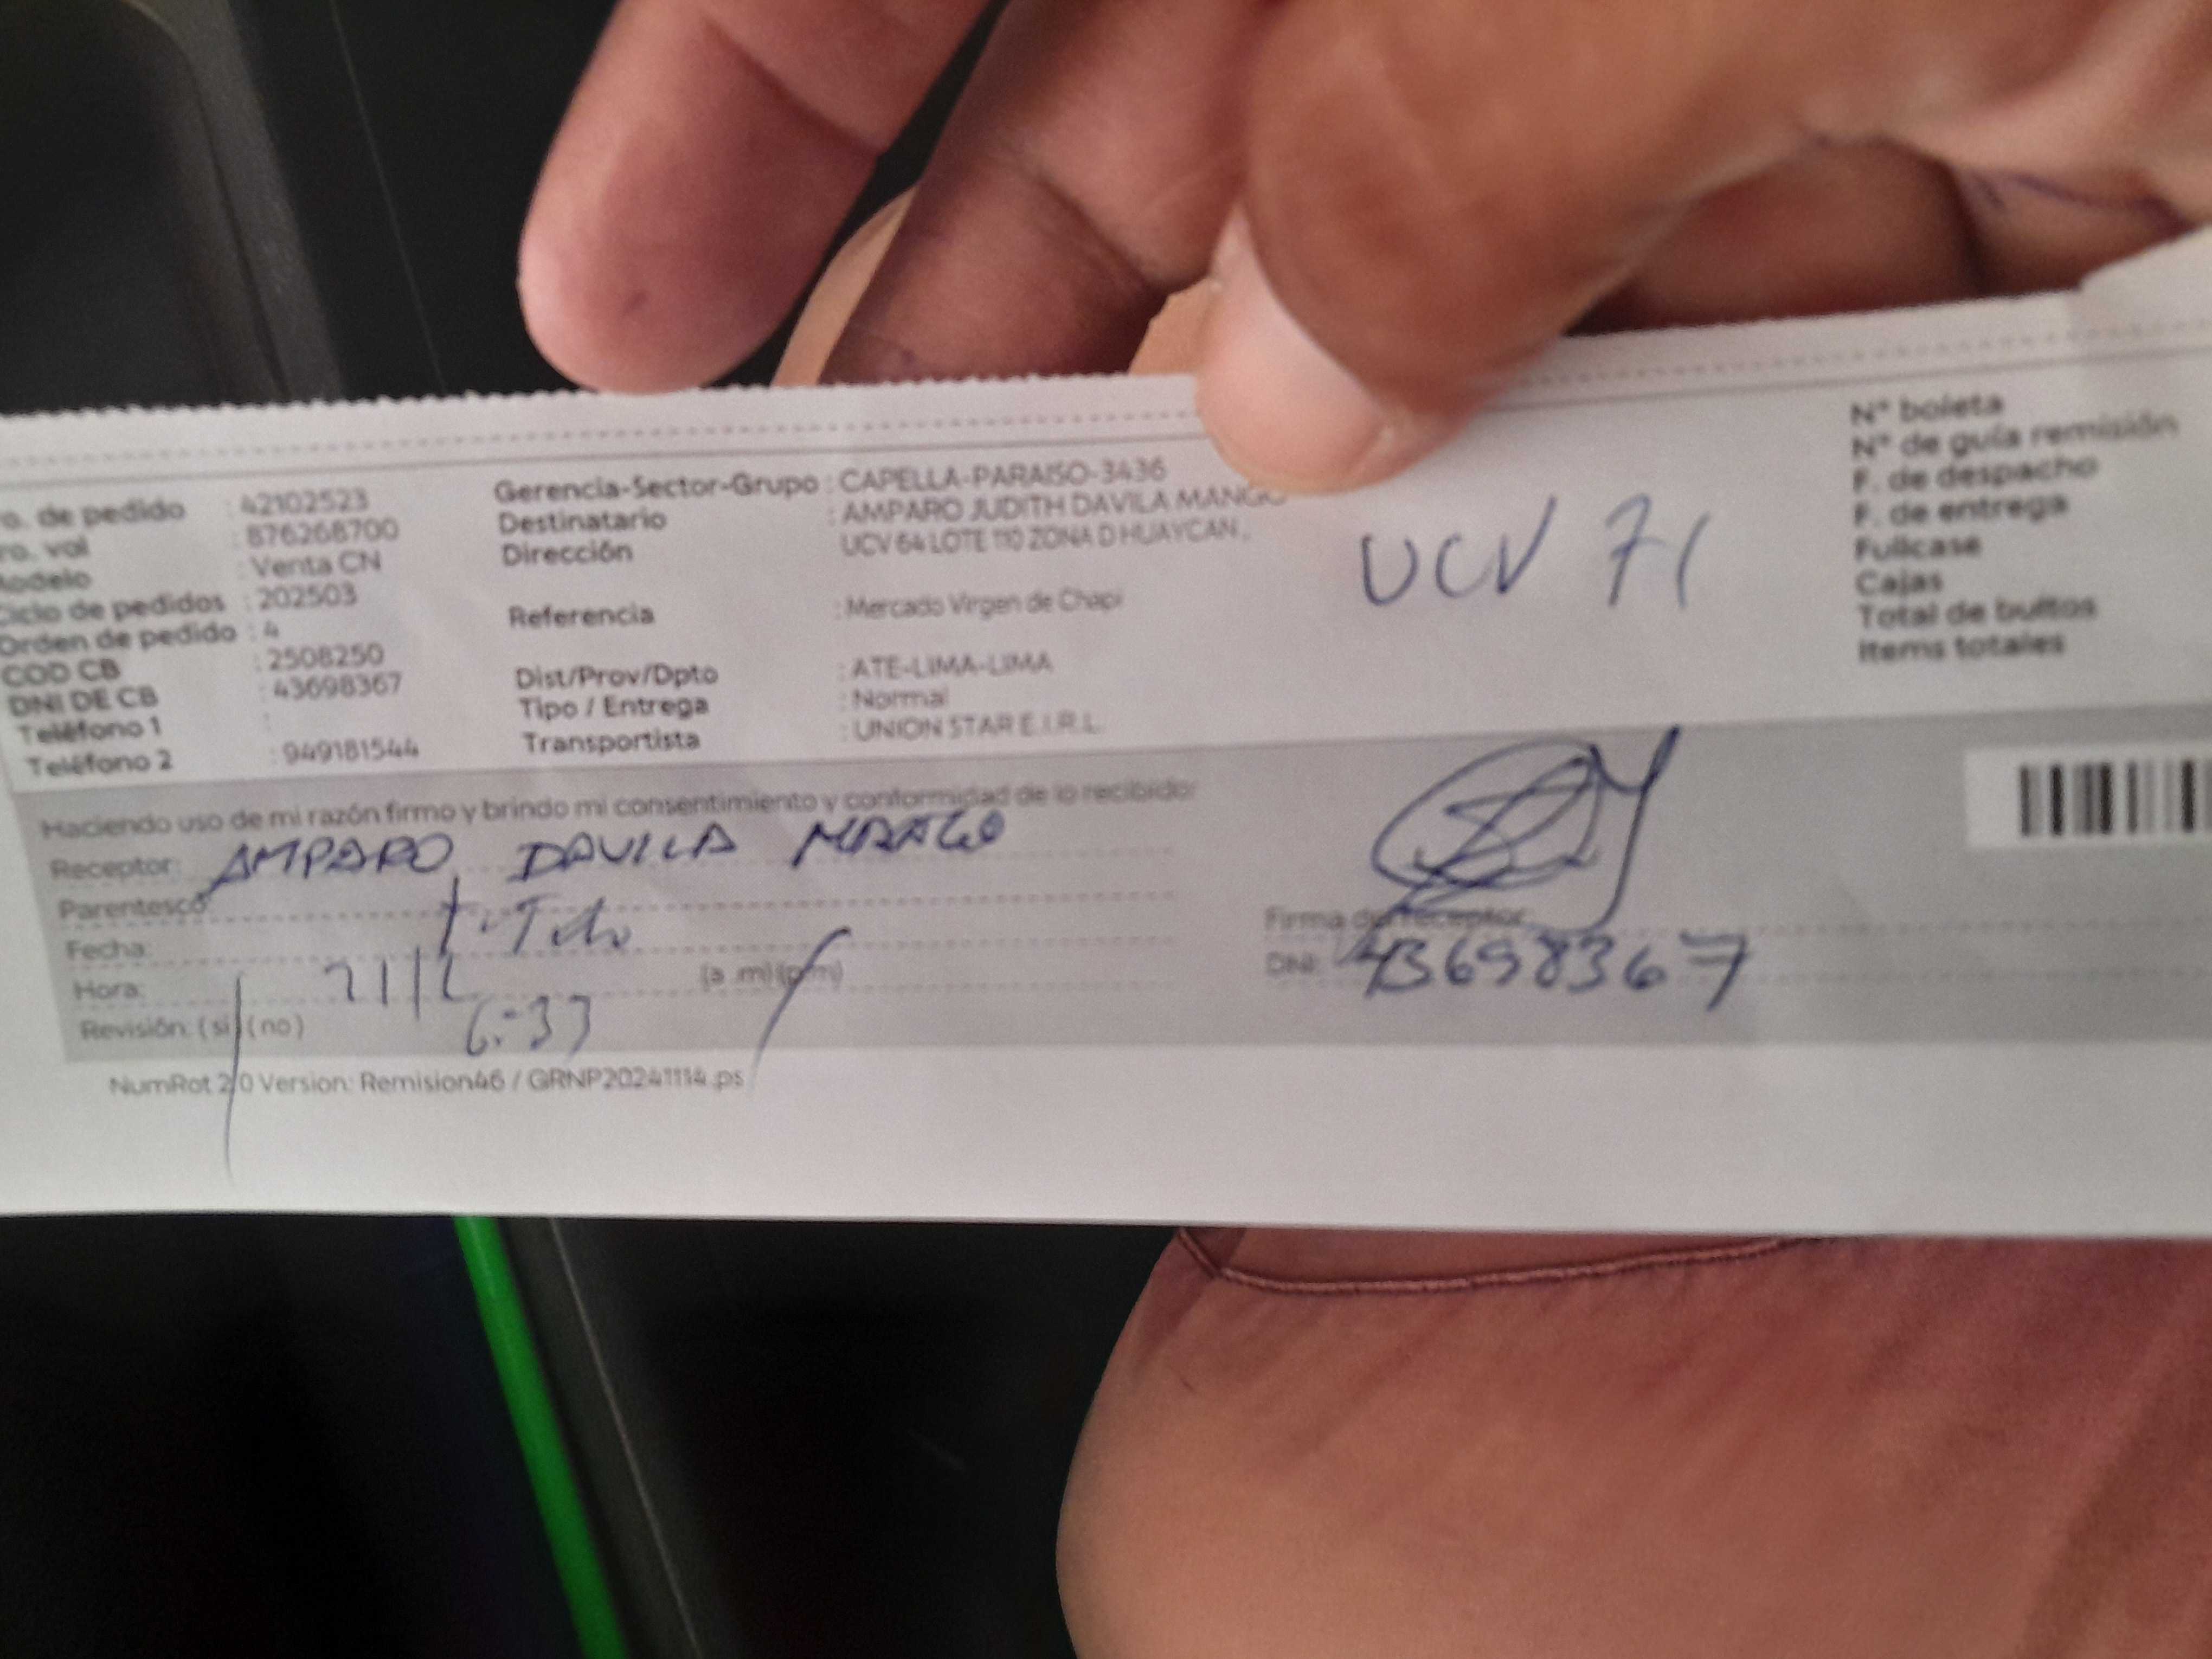 o. de pedido : 42102523
ro. val : 876268700
Modelo : Venta CN
Ciclo de pedidos : 202503
Orden de pedido : 4
COD CB : 2508250
DNI DE CB : 43698367
Teléfono 1 :
Teléfono 2 : 949181544
Gerencia-Sector-Grupo : CAPELLA-PARAISO-3436
Destinatario : AMPARO JUDITH DAVILA MANGO
Dirección UCV 64 LOTE 110 ZONA D HUAYCAN ,
Referencia : Mercado Virgen de Chapi
Dist/Prov/Dpto : ATE-LIMA-LIMA
Tipo / Entrega : Normal
Transportista : UNION STAR E.I.R.L.
UCV 71
N° boleta
N° de guía remisión
F. de despacho
F. de entrega
Fullcase
Cajas
Total de bultos
Items totales
Haciendo uso de mi razón firmo y brindo mi consentimiento y conformidad de lo recibido:
Receptor: AMPARO DAVILA MANGO
Parentesco:
Fecha:
Hora: (a .m) (p.m)
6:33
Revisión: ( si ) ( no )
Firma del receptor:
DNI: 43698367
NumRot 2.0 Version: Remision46 / GRNP20241114.ps